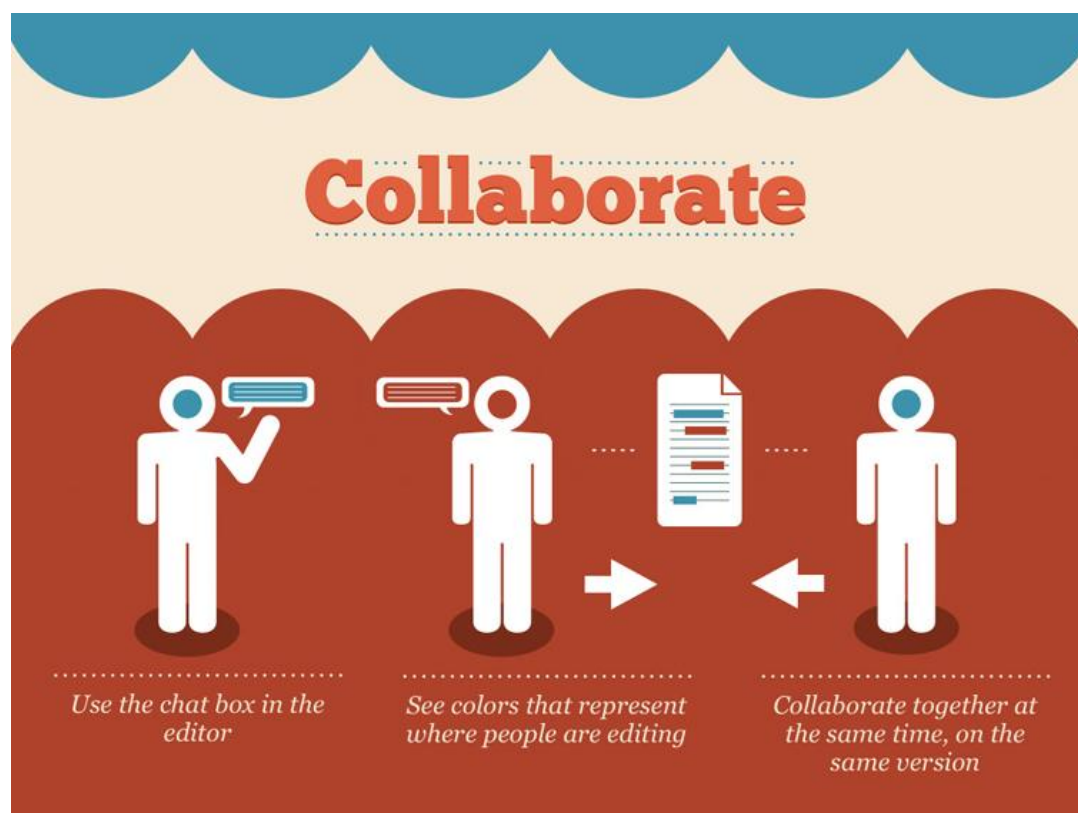 Collaborate
Use the chat box in the
editor
See colors that represent
where people are editing
Collaborate together at
the same time, on the
same version